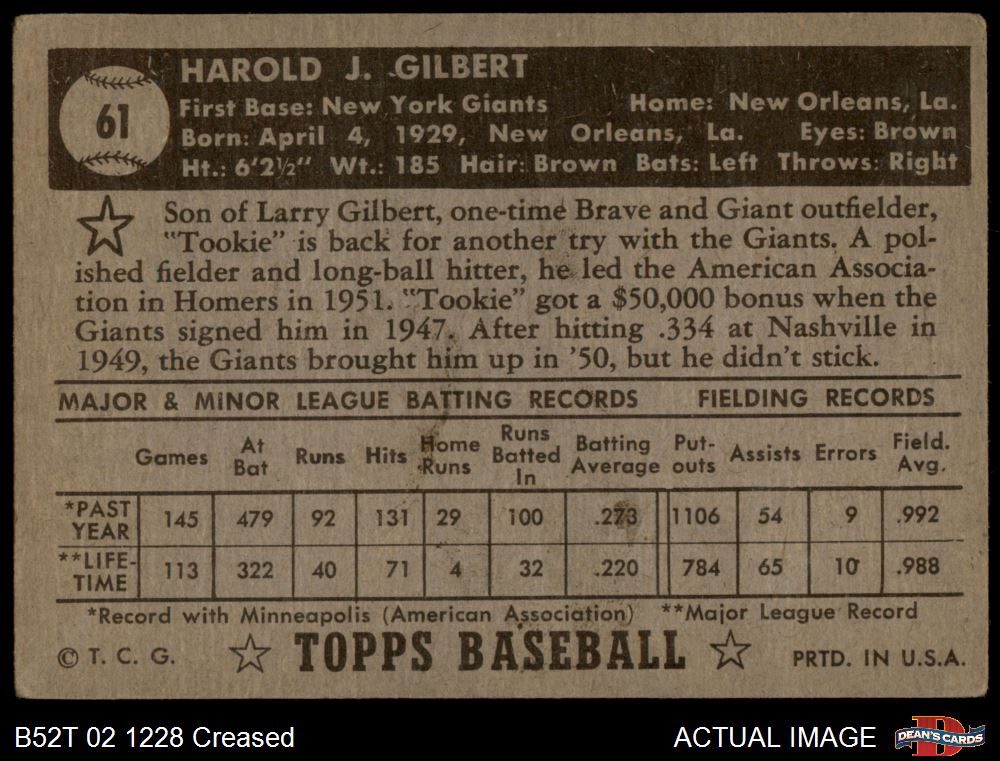 61
HAROLD J. GILBERT
First Base: New York Giants Home: New Orleans, La.
Born: April 4, 1929, New Orleans, La. Eyes: Brown
Ht.: 6'2½" Wt.: 185 Hair: Brown Bats: Left Throws: Right
Son of Larry Gilbert, one-time Brave and Giant outfielder,
"Tookie" is back for another try with the Giants. A pol-
ished fielder and long-ball hitter, he led the American Associa-
tion in Homers in 1951. "Tookie" got a $50,000 bonus when the
Giants signed him in 1947. After hitting .334 at Nashville in
1949, the Giants brought him up in '50, but he didn't stick.
MAJOR & MINOR LEAGUE BATTING RECORDS FIELDING RECORDS
Games At Bat Runs Hits Home Runs Runs Batted In Batting Average Put-outs Assists Errors Field. Avg.
*PAST YEAR 145 479 92 131 29 100 .273 1106 54 9 .992
**LIFE-TIME 113 322 40 71 4 32 .220 784 65 10 .988
*Record with Minneapolis (American Association) **Major League Record
© T. C. G. TOPPS BASEBALL PRTD. IN U.S.A.
B52T 02 1228 Creased ACTUAL IMAGE DEAN'S CARDS